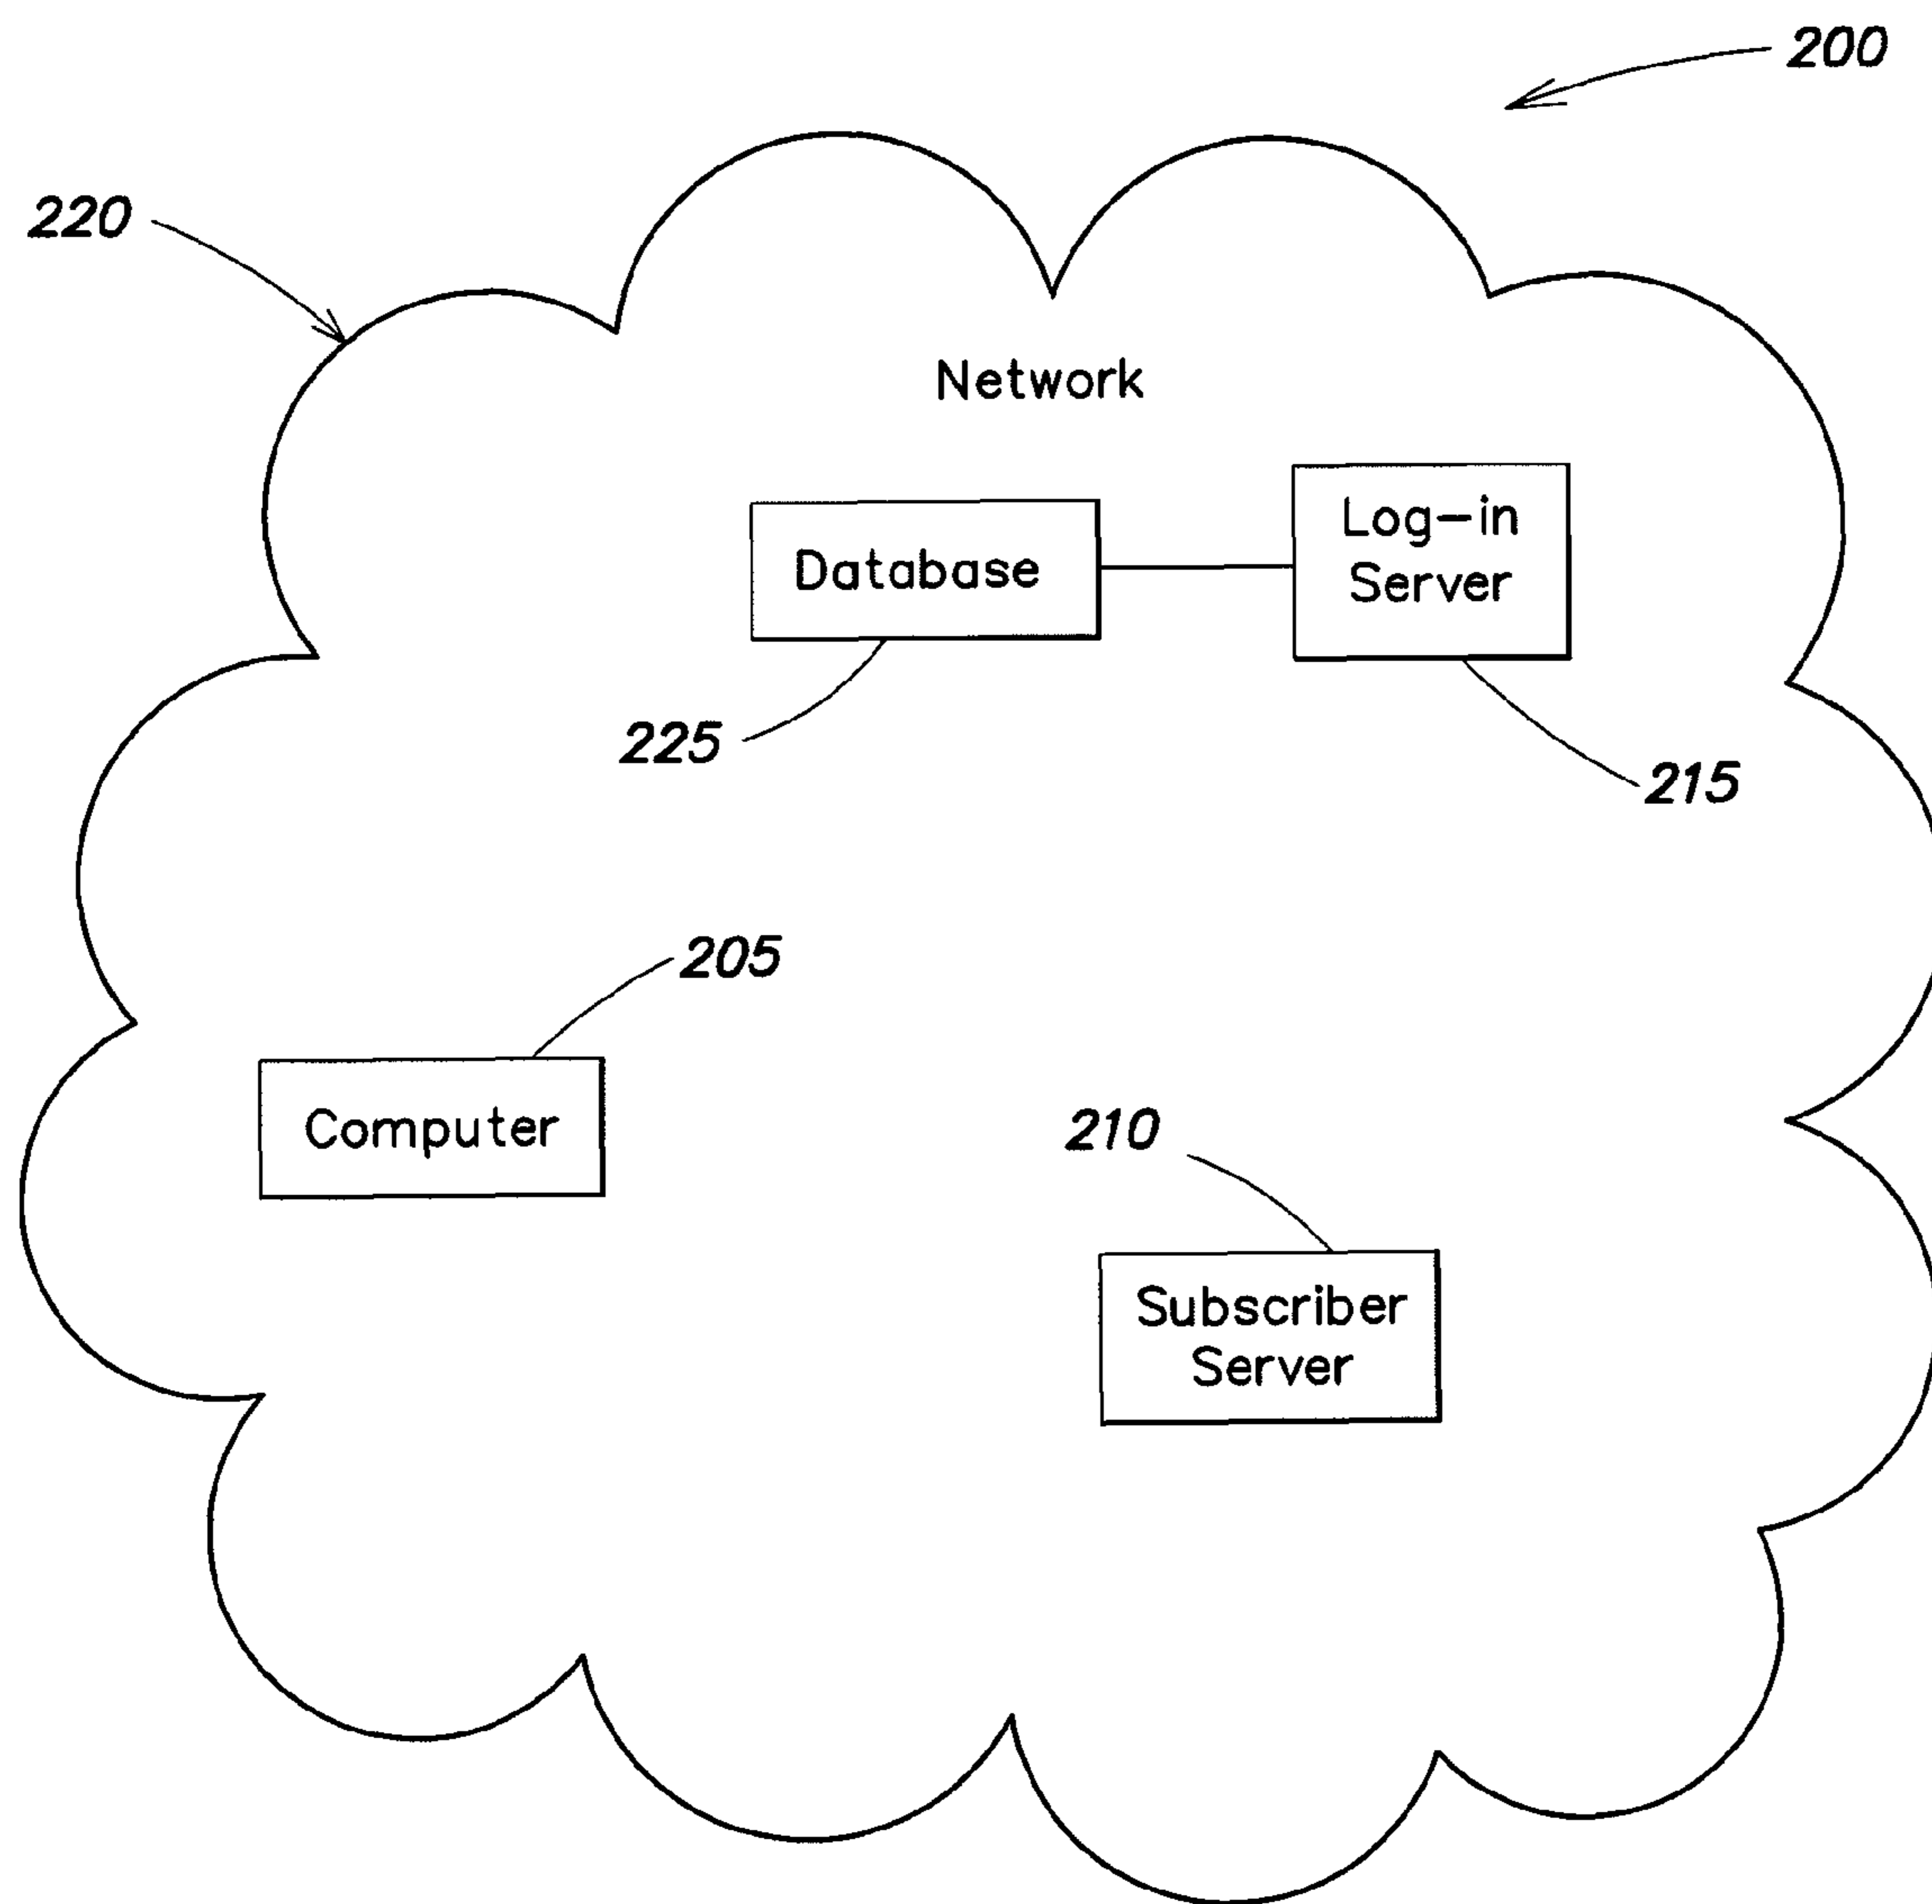 200
220
Network
Database
Log-in
Server
225
215
205
Computer
210
Subscriber
Server